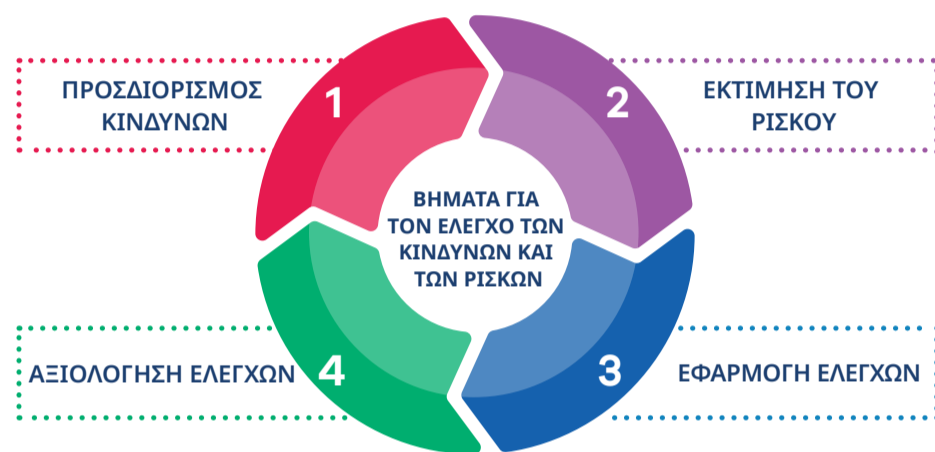 1
ΠΡΟΣΔΙΟΡΙΣΜΟΣ
ΚΙΝΔΥΝΩΝ
2
ΕΚΤΙΜΗΣΗ ΤΟΥ
ΡΙΣΚΟΥ
ΒΗΜΑΤΑ ΓΙΑ
ΤΟΝ ΕΛΕΓΧΟ ΤΩΝ
ΚΙΝΔΥΝΩΝ ΚΑΙ
ΤΩΝ ΡΙΣΚΩΝ
3
ΕΦΑΡΜΟΓΗ ΕΛΕΓΧΩΝ
4
ΑΞΙΟΛΟΓΗΣΗ ΕΛΕΓΧΩΝ